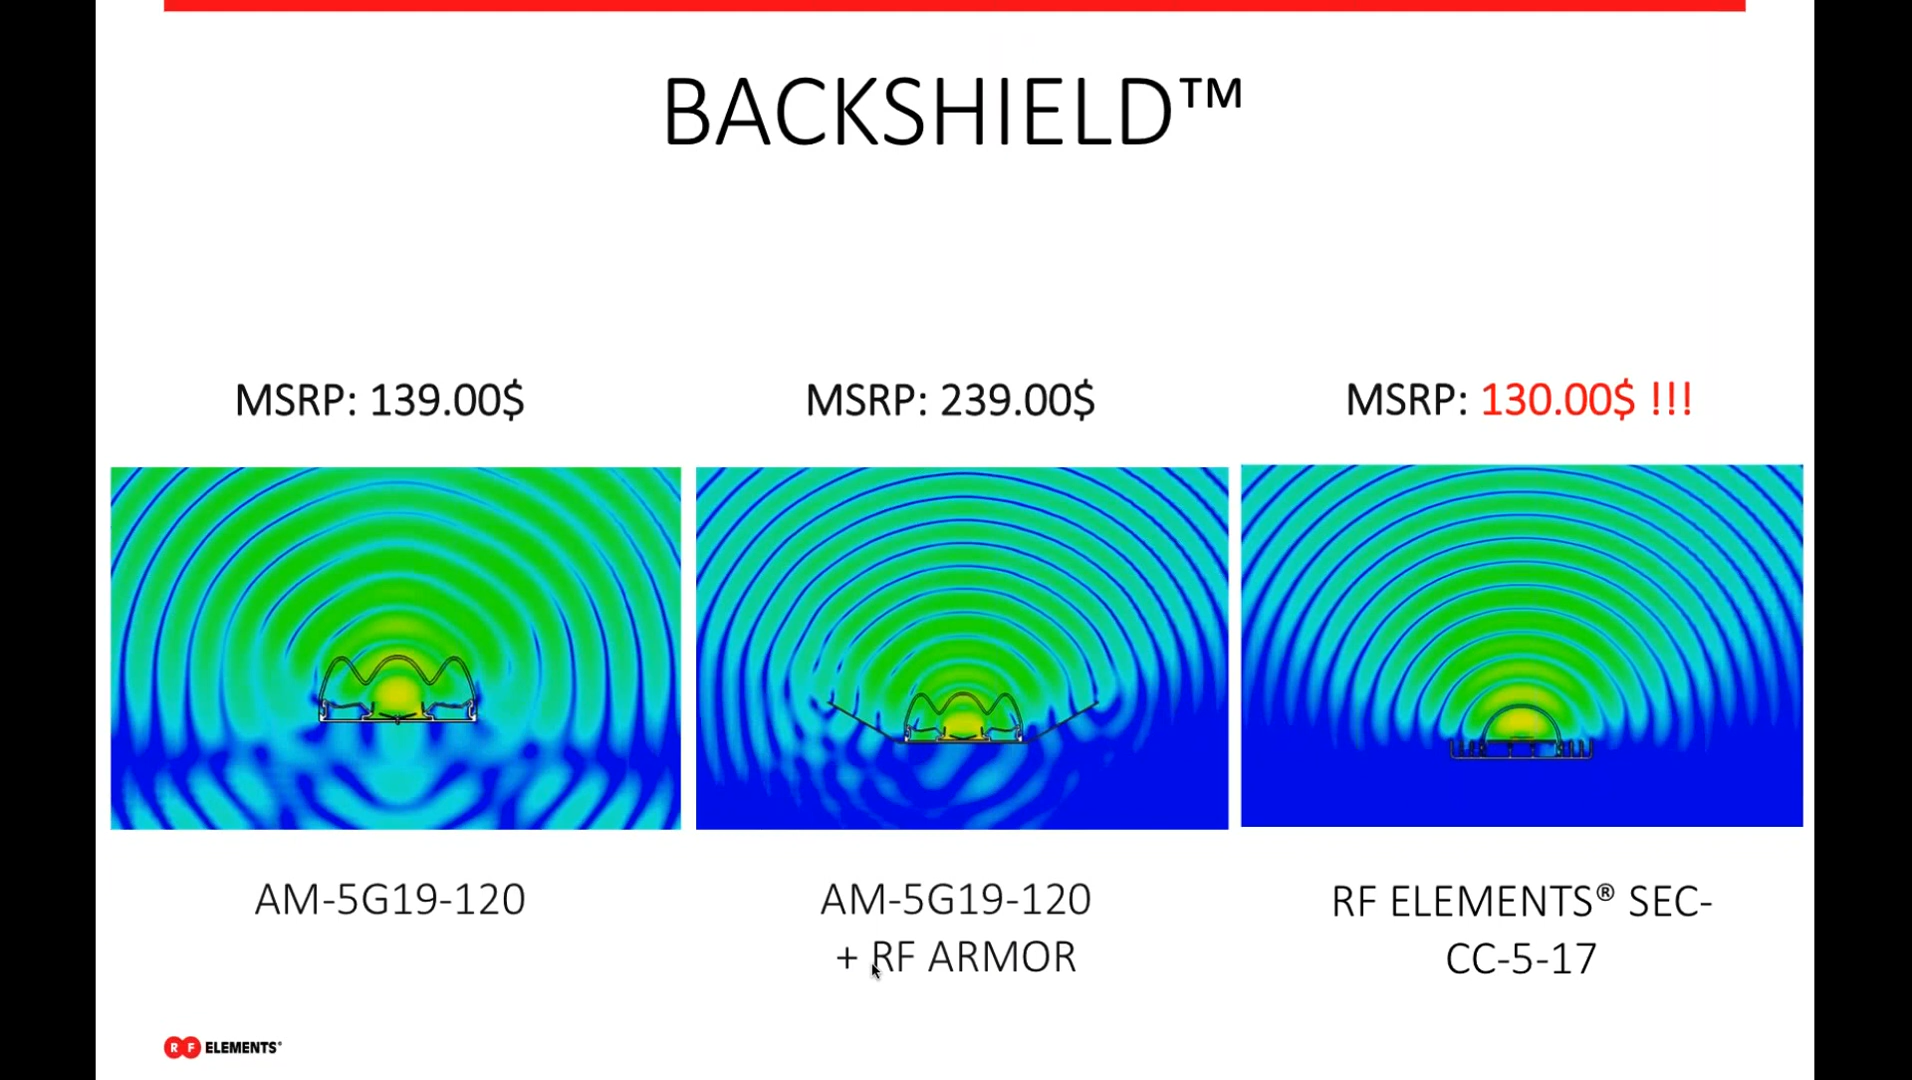 BACKSHIELD™
MSRP: 139.00$
MSRP: 239.00$
MSRP: 130.00$ !!!
AM-5G19-120
AM-5G19-120
+ RF ARMOR
RF ELEMENTS® SEC-
CC-5-17
RF ELEMENTS®